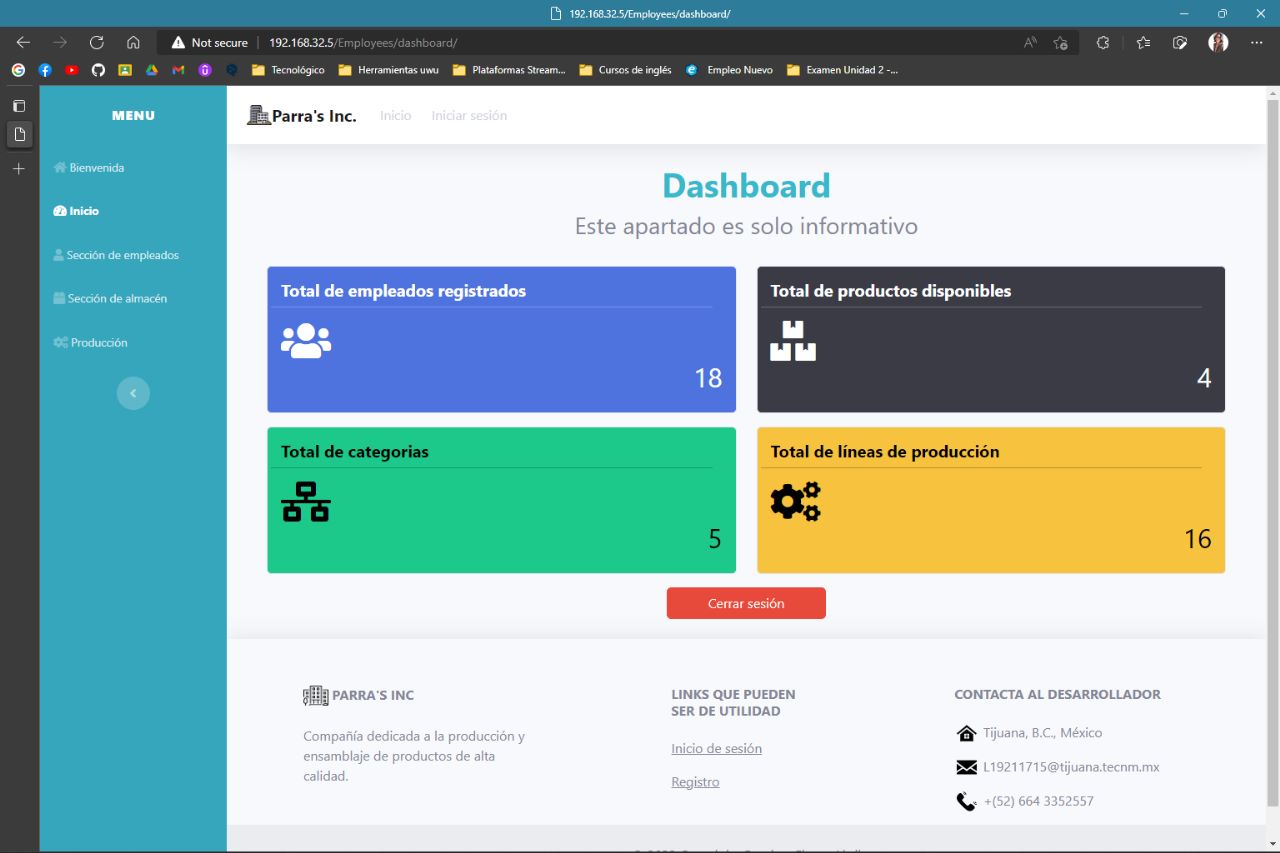 192.168.32.5/Employees/dashboard/
Not secure
192.168.32.5/Employees/dashboard/
Tecnológico
Herramientas uwu
Plataformas Stream...
Cursos de inglés
Empleo Nuevo
Examen Unidad 2 -...
MENU
Bienvenida
Inicio
Sección de empleados
Sección de almacén
Producción
Parra's Inc.
Inicio
Iniciar sesión
Dashboard
Este apartado es solo informativo
Total de empleados registrados
18
Total de productos disponibles
4
Total de categorias
5
Total de líneas de producción
16
Cerrar sesión
PARRA'S INC
Compañía dedicada a la producción y
ensamblaje de productos de alta
calidad.
LINKS QUE PUEDEN
SER DE UTILIDAD
Inicio de sesión
Registro
CONTACTA AL DESARROLLADOR
Tijuana, B.C., México
L19211715@tijuana.tecnm.mx
+(52) 664 3352557